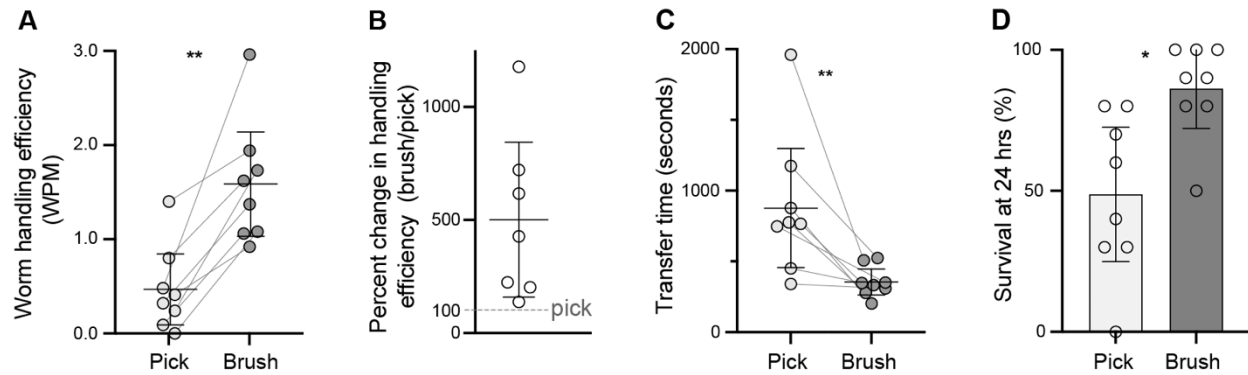 A
Worm handling efficiency
(WPM)
3.0
2.0
1.0
0.0
**
Pick
Brush
B
Percent change in handling
efficiency (brush/pick)
1000
500
100
0
pick
C
Transfer time (seconds)
2000
1000
0
**
Pick
Brush
D
Survival at 24 hrs (%)
100
50
0
*
Pick
Brush